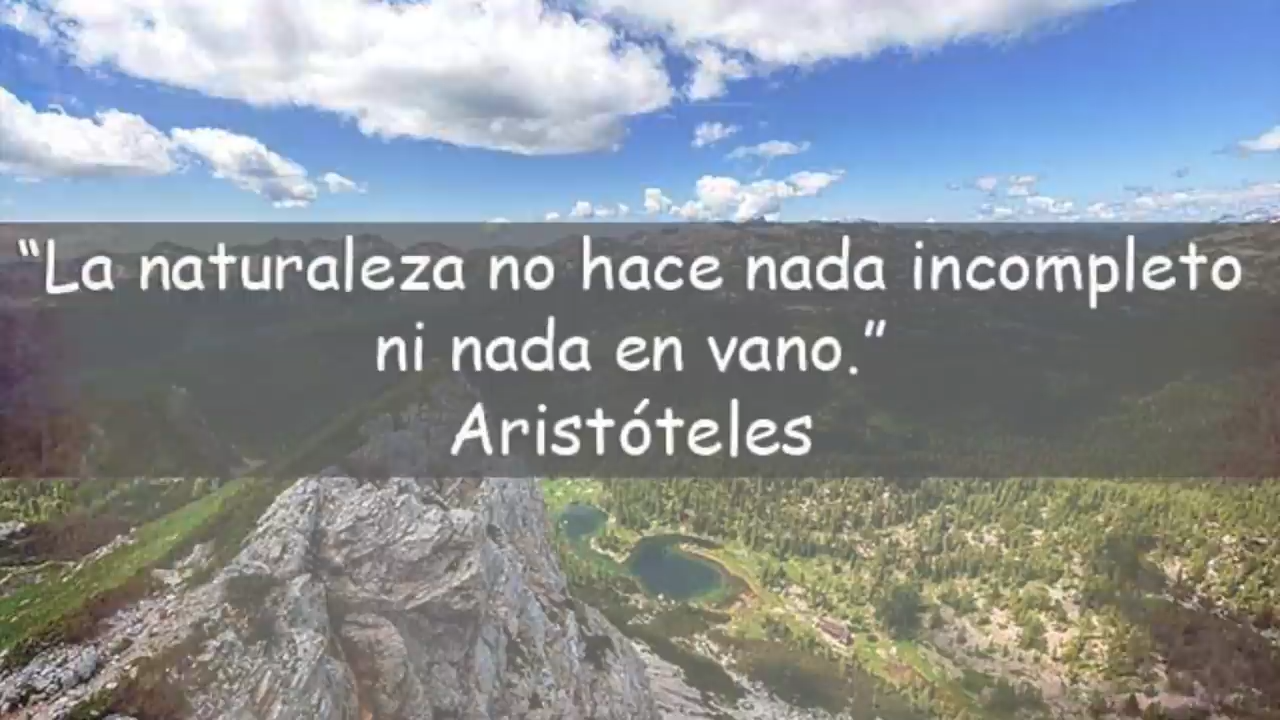 “La naturaleza no hace nada incompleto
ni nada en vano.”
Aristóteles